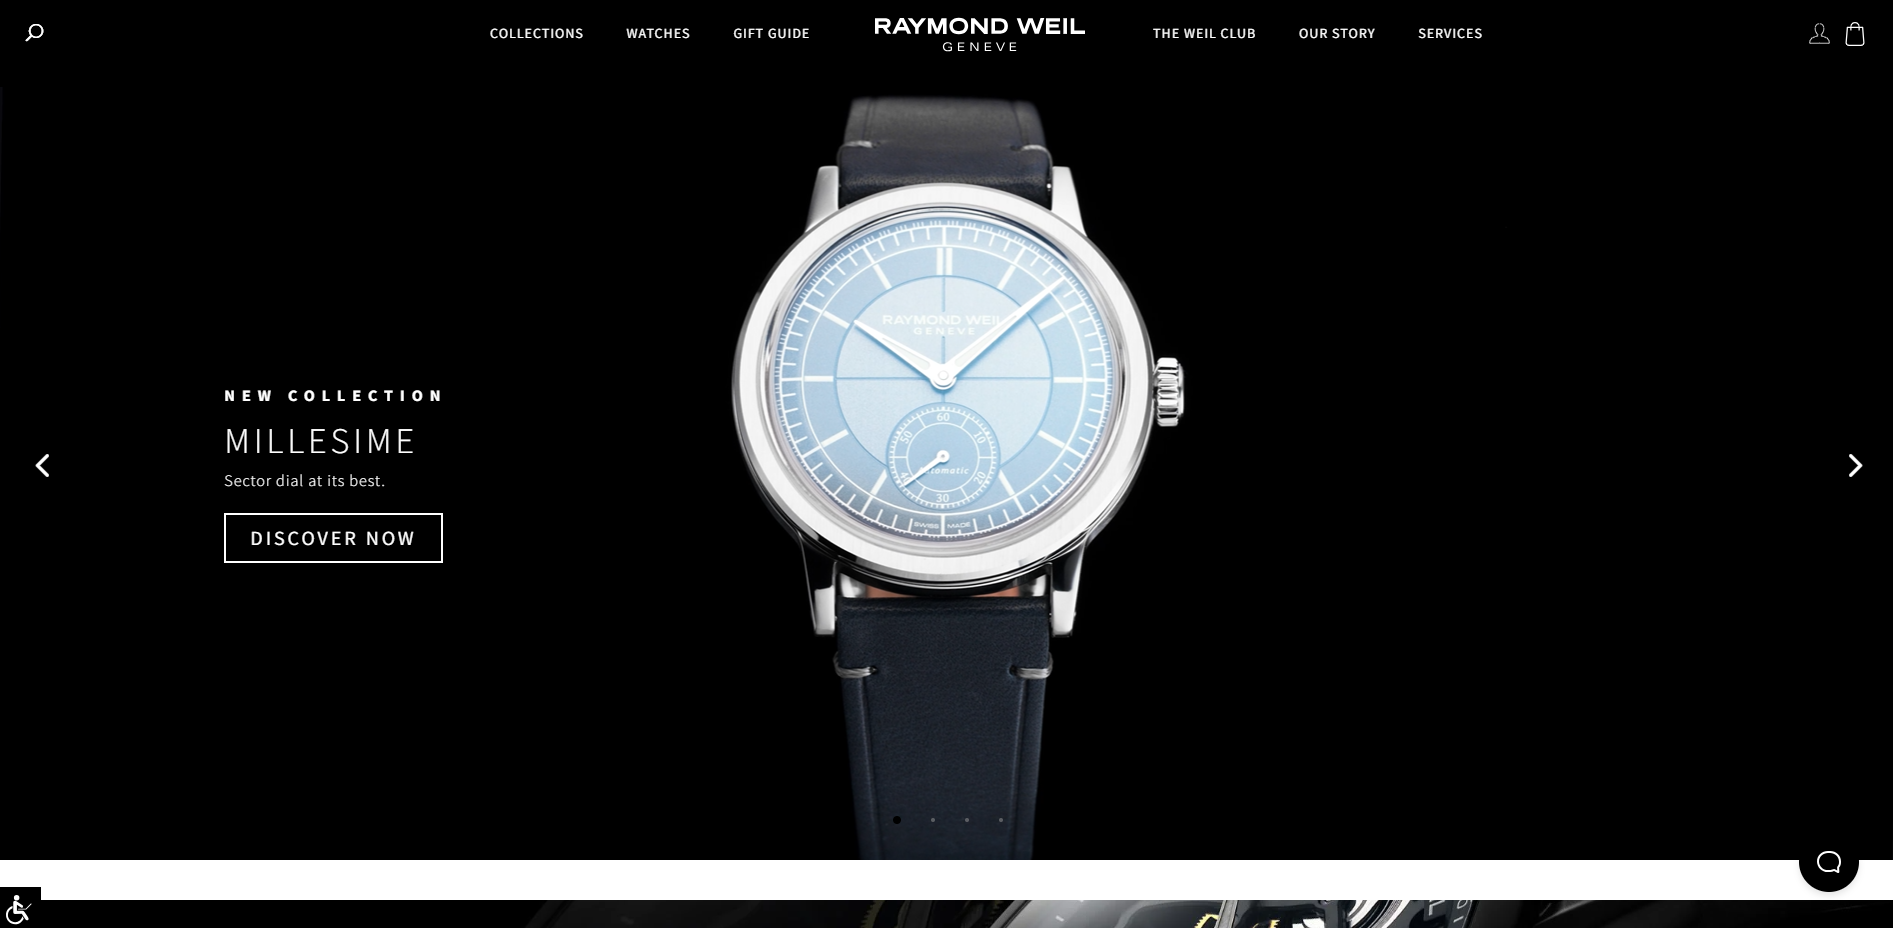 COLLECTIONS
WATCHES
GIFT GUIDE
RAYMOND WEIL
GENEVE
THE WEIL CLUB
OUR STORY
SERVICES
NEW COLLECTION
MILLESIME
Sector dial at its best.
DISCOVER NOW
RAYMOND WEIL
GENEVE
60
50
10
Automatic
40
20
30
SWISS MADE